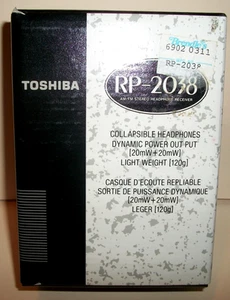 6902 0311
RP-2038
TOSHIBA
RP-2038
AM/FM STEREO HEADPHONE RECEIVER
COLLAPSIBLE HEADPHONES
DYNAMIC POWER OUT-PUT
[20mW+20mW]
LIGHT WEIGHT [120g]
CASQUE D'ECOUTE REPLIABLE
SORTIE DE PUISSANCE DYNAMIQUE
[20mW+20mW]
LEGER [120g]